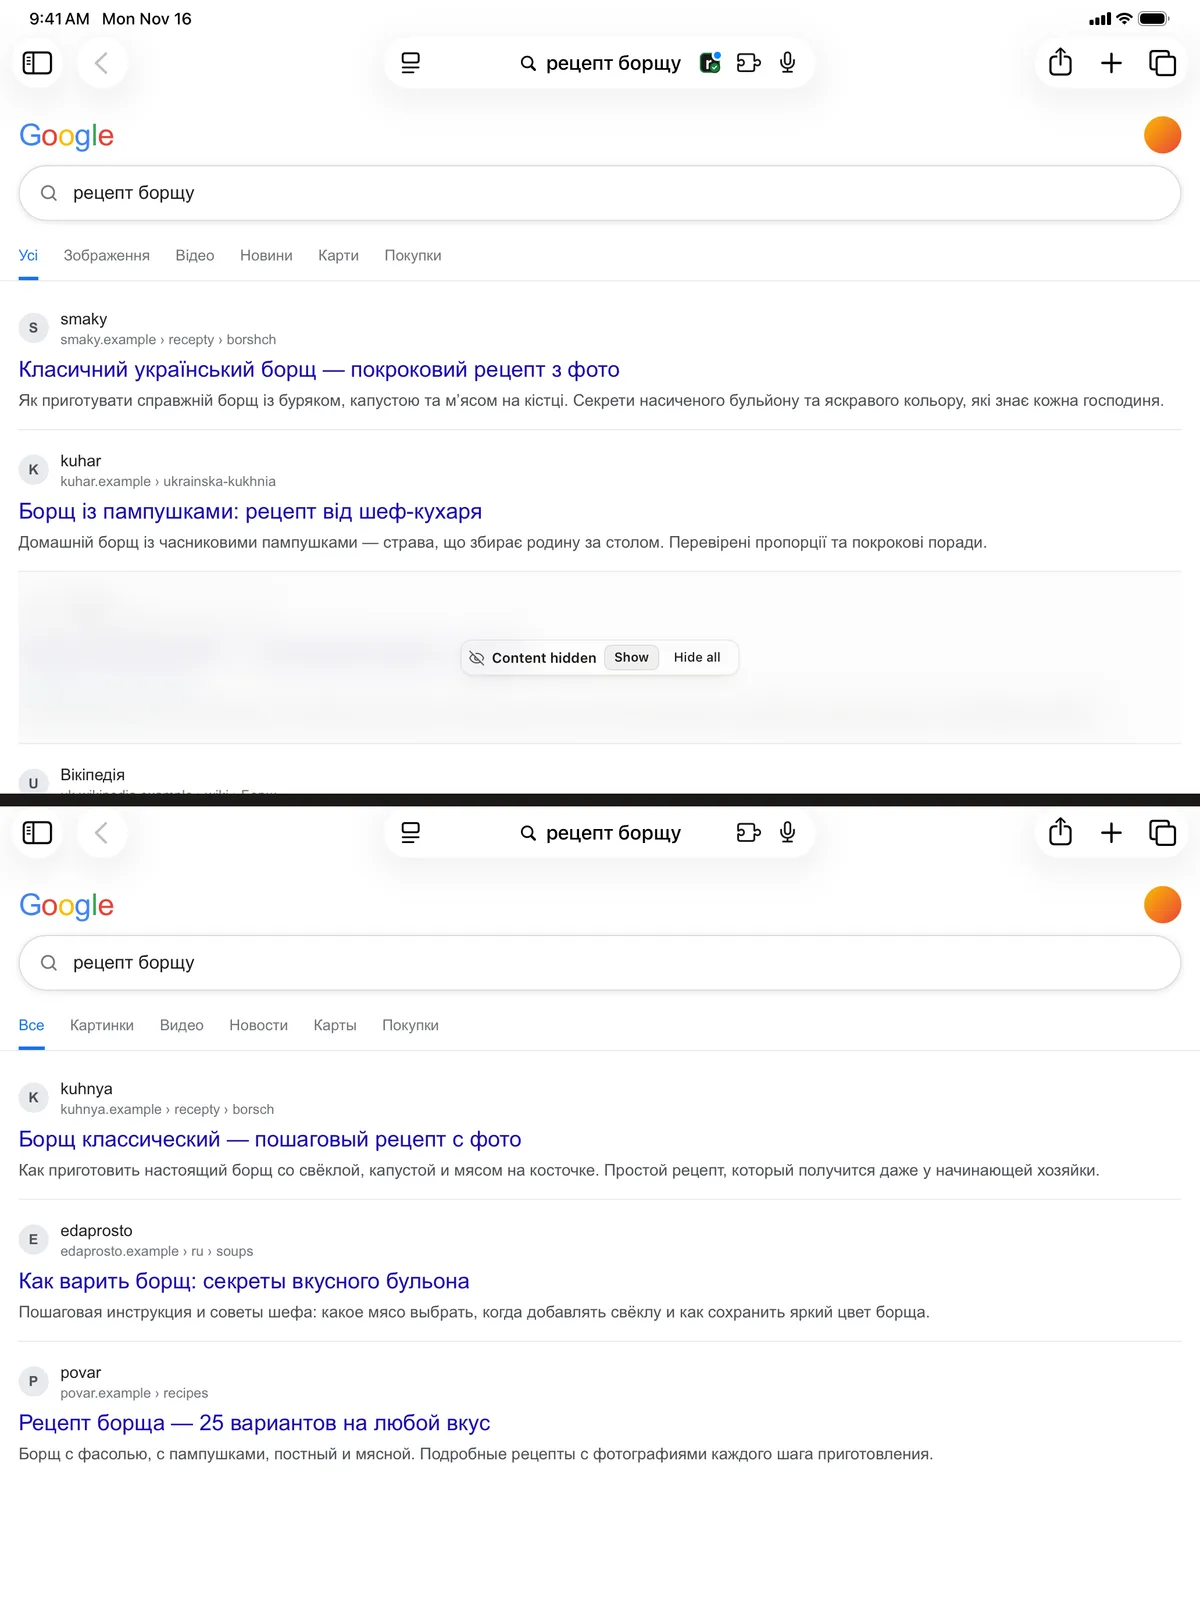 9:41 AM Mon Nov 16
рецепт борщу
Google
рецепт борщу
Усі Зображення Відео Новини Карти Покупки
S
smaky
smaky.example › recepty › borshch
Класичний український борщ — покроковий рецепт з фото
Як приготувати справжній борщ із буряком, капустою та м’ясом на кістці. Секрети насиченого бульйону та яскравого кольору, які знає кожна господиня.
K
kuhar
kuhar.example › ukrainska-kukhnia
Борщ із пампушками: рецепт від шеф-кухаря
Домашній борщ із часниковими пампушками — страва, що збирає родину за столом. Перевірені пропорції та покрокові поради.
Content hidden Show Hide all
U
Вікіпедія
рецепт борщу
Google
рецепт борщу
Все Картинки Видео Новости Карты Покупки
K
kuhnya
kuhnya.example › recepty › borsch
Борщ классический — пошаговый рецепт с фото
Как приготовить настоящий борщ со свёклой, капустой и мясом на косточке. Простой рецепт, который получится даже у начинающей хозяйки.
E
edaprosto
edaprosto.example › ru › soups
Как варить борщ: секреты вкусного бульона
Пошаговая инструкция и советы шефа: какое мясо выбрать, когда добавлять свёклу и как сохранить яркий цвет борща.
P
povar
povar.example › recipes
Рецепт борща — 25 вариантов на любой вкус
Борщ с фасолью, с пампушками, постный и мясной. Подробные рецепты с фотографиями каждого шага приготовления.